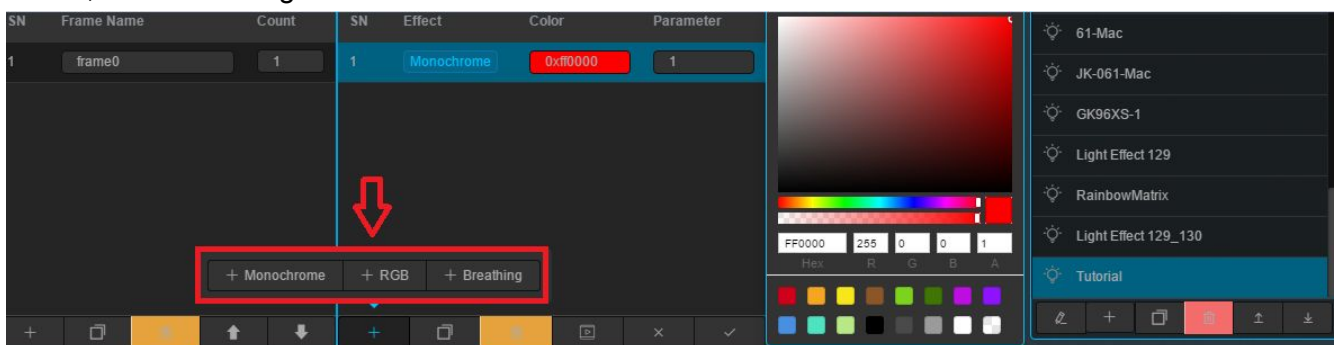 SN Frame Name Count SN Effect Color Parameter
1 frame0 1 1 Monochrome 0xff0000 1
+ Monochrome + RGB + Breathing
FF0000 255 0 0 1
Hex R G B A
61-Mac
JK-061-Mac
GK96XS-1
Light Effect 129
RainbowMatrix
Light Effect 129_130
Tutorial